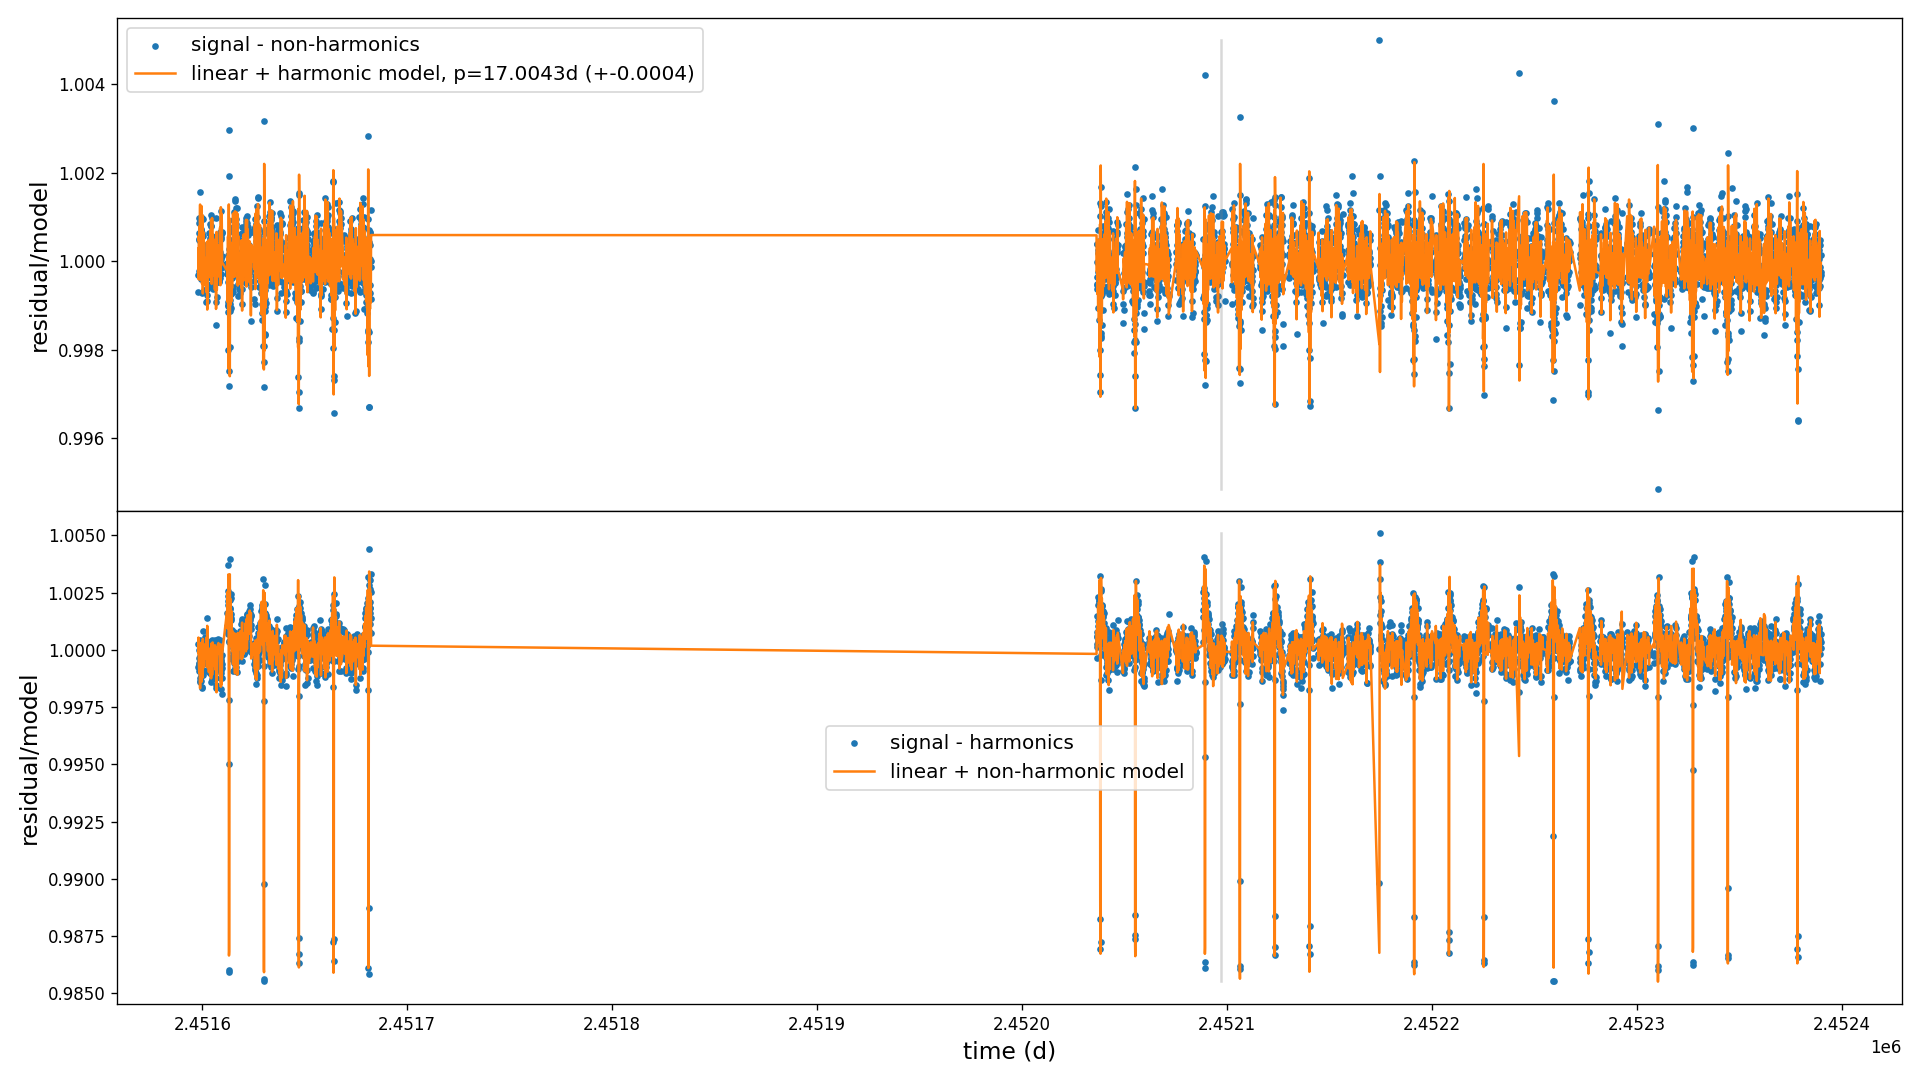 signal - non-harmonics
linear + harmonic model, p=17.0043d (+-0.0004)
1.004
1.002
1.000
0.998
0.996
residual/model
1.0050
1.0025
1.0000
0.9975
0.9950
0.9925
0.9900
0.9875
0.9850
residual/model
signal - harmonics
linear + non-harmonic model
2.4516
2.4517
2.4518
2.4519
2.4520
2.4521
2.4522
2.4523
2.4524
time (d)
1e6